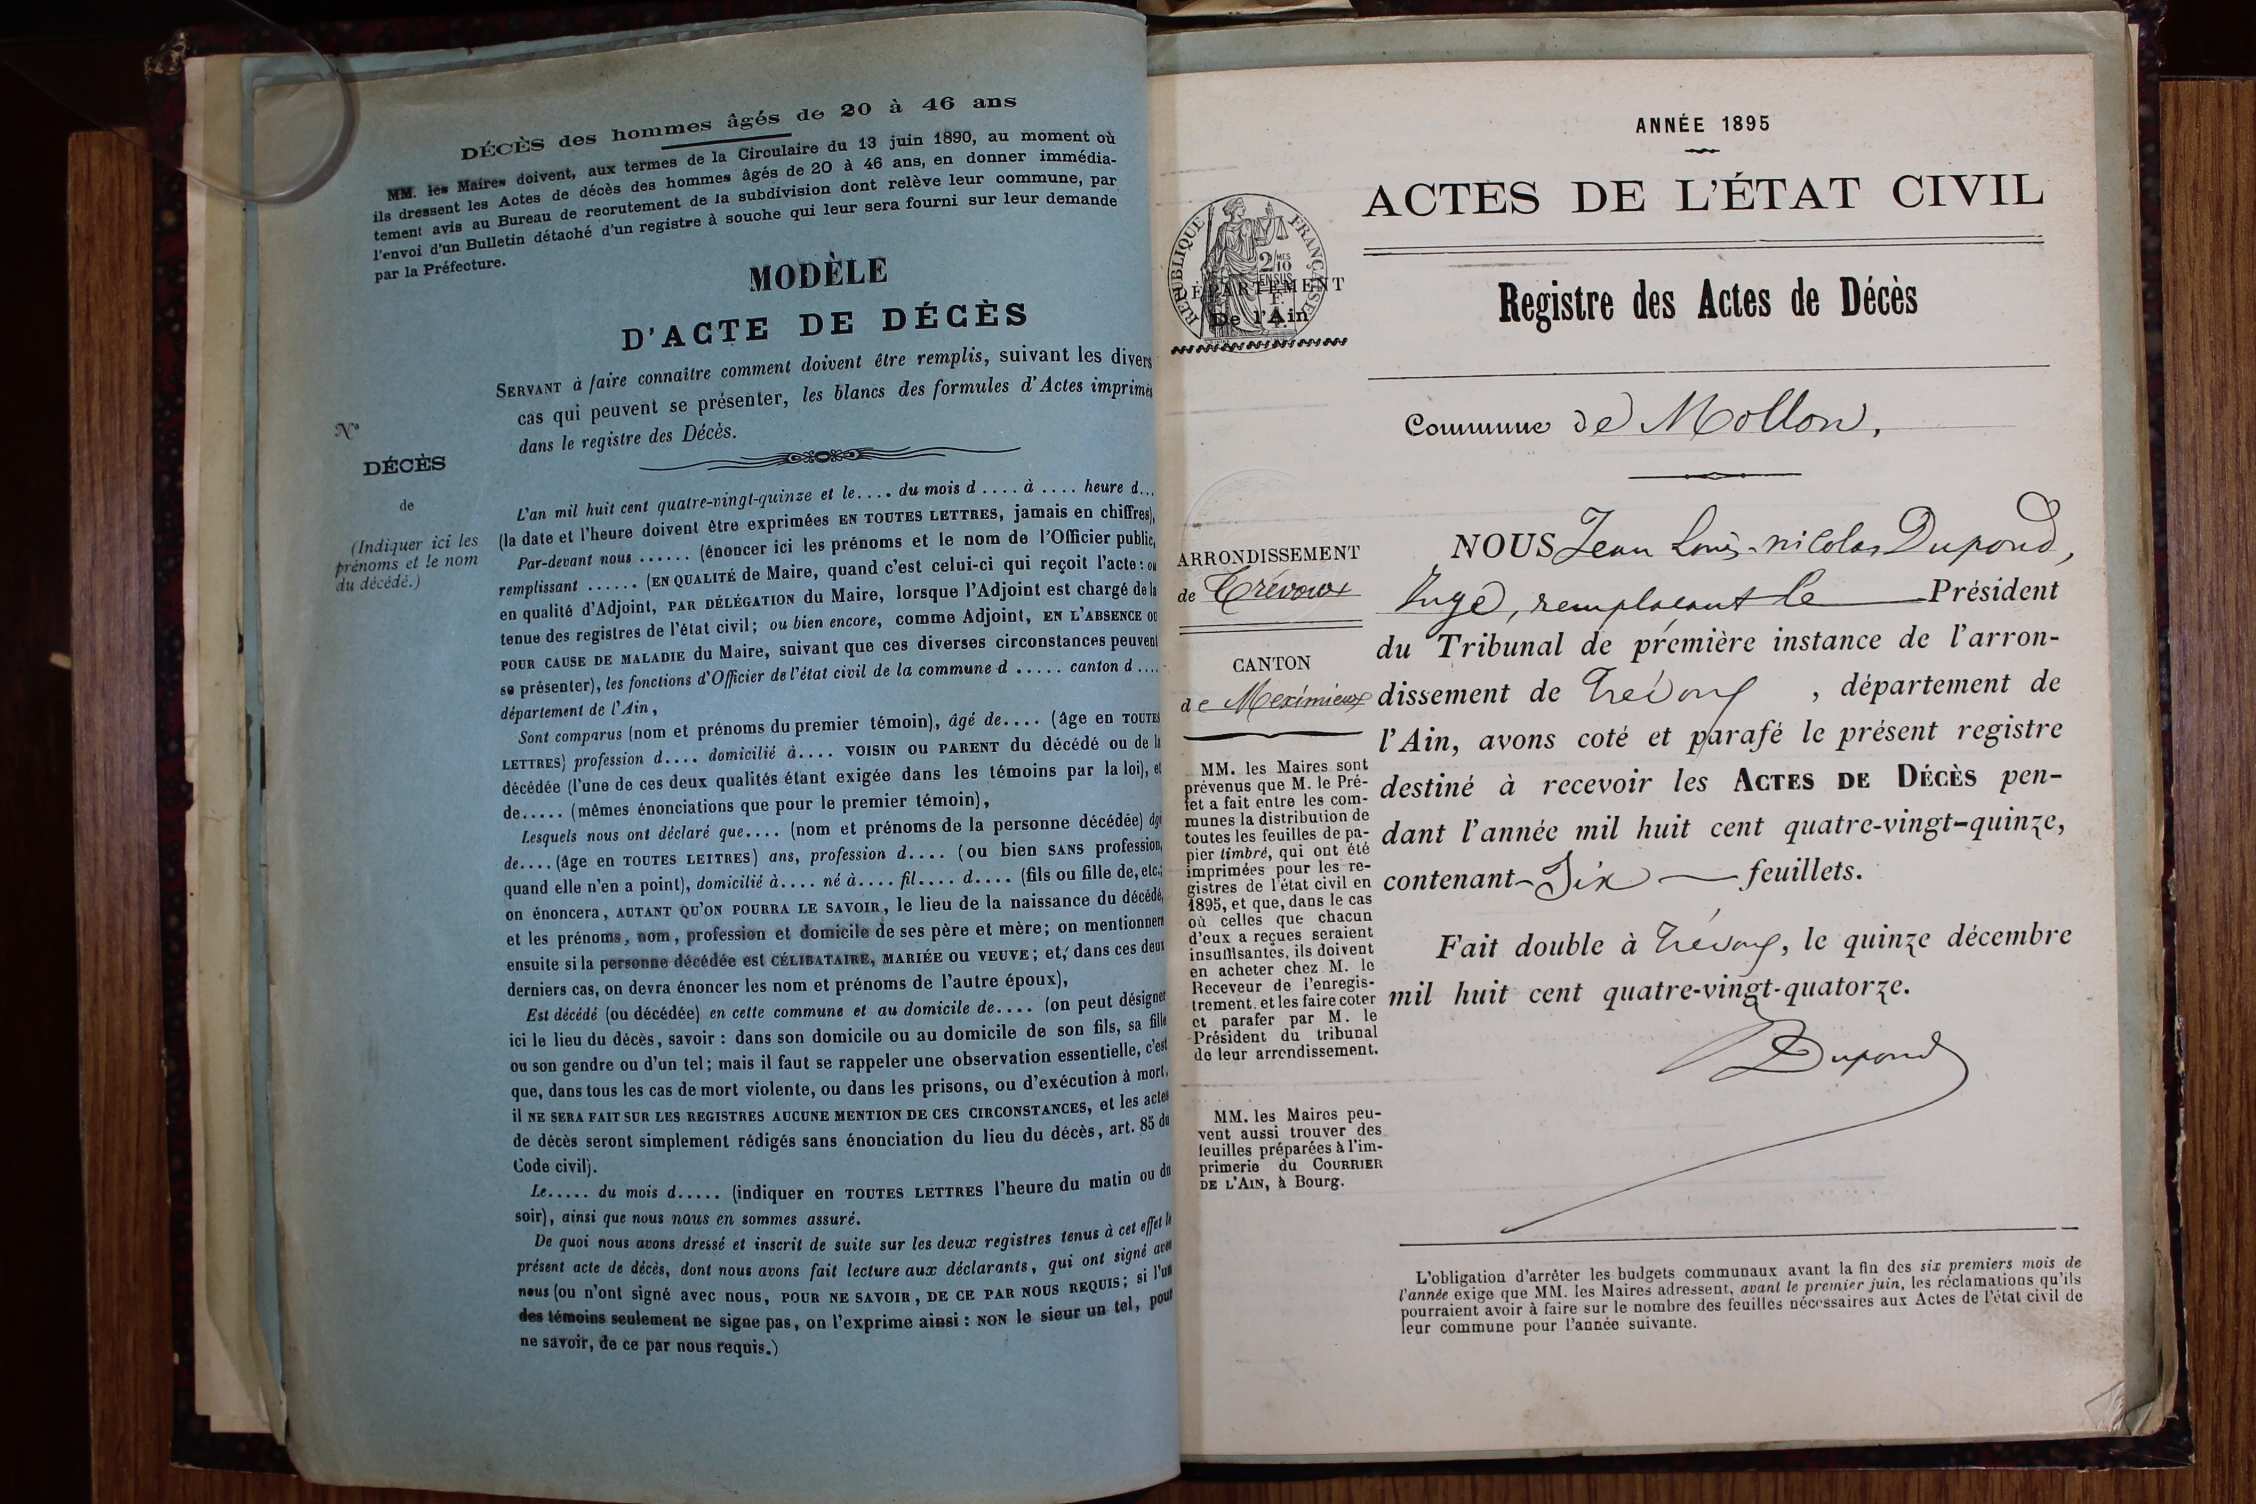 DÉCÈS des hommes âgés de 20 à 46 ans
MM. les Maires doivent, aux termes de la Circulaire du 13 juin 1890, au moment où
ils dressent les Actes de décès des hommes âgés de 20 à 46 ans, en donner immédia-
tement avis au Bureau de recrutement de la subdivision dont relève leur commune, par
l'envoi d'un Bulletin détaché d'un registre à souche qui leur sera fourni sur leur demande
par la Préfecture.
MODÈLE
D'ACTE DE DÉCÈS
SERVANT à faire connaître comment doivent être remplis, suivant les divers
cas qui peuvent se présenter, les blancs des formules d'Actes imprimés
dans le registre des Décès.
N°
DÉCÈS
de
(Indiquer ici les
prénoms et le nom
du décédé.)
L'an mil huit cent quatre-vingt-quinze et le.... du mois d .... à .... heure d...
(la date et l'heure doivent être exprimées EN TOUTES LETTRES, jamais en chiffres),
Par-devant nous ...... (énoncer ici les prénoms et le nom de l'Officier public,
remplissant ...... (EN QUALITÉ de Maire, quand c'est celui-ci qui reçoit l'acte: ou
en qualité d'Adjoint, PAR DÉLÉGATION du Maire, lorsque l'Adjoint est chargé de la
tenue des registres de l'état civil; ou bien encore, comme Adjoint, EN L'ABSENCE OU
POUR CAUSE DE MALADIE du Maire, suivant que ces diverses circonstances peuvent
se présenter), les fonctions d'Officier de l'état civil de la commune d ..... canton d ....
département de l'Ain,
Sont comparus (nom et prénoms du premier témoin), âgé de.... (âge en TOUTES
LETTRES) profession d.... domicilié à.... VOISIN OU PARENT du décédé ou de la
décédée (l'une de ces deux qualités étant exigée dans les témoins par la loi), et
de..... (mêmes énonciations que pour le premier témoin),
Lesquels nous ont déclaré que.... (nom et prénoms de la personne décédée) âgé
de.... (âge en TOUTES LEITRES) ans, profession d.... (ou bien SANS profession,
quand elle n'en a point), domicilié à.... né à.... fil.... d.... (fils ou fille de, etc.;
on énoncera, AUTANT QU'ON POURRA LE SAVOIR, le lieu de la naissance du décédé,
et les prénoms, nom, profession et domicile de ses père et mère; on mentionnera
ensuite si la personne décédée est CÉLIBATAIRE, MARIÉE OU VEUVE; et, dans ces deux
derniers cas, on devra énoncer les nom et prénoms de l'autre époux),
Est décédé (ou décédée) en cette commune et au domicile de.... (on peut désigner
ici le lieu du décès, savoir: dans son domicile ou au domicile de son fils, sa fille
ou son gendre ou d'un tel; mais il faut se rappeler une observation essentielle, c'est
que, dans tous les cas de mort violente, ou dans les prisons, ou d'exécution à mort,
il NE SERA FAIT SUR LES REGISTRES AUCUNE MENTION DE CES CIRCONSTANCES, et les actes
de décès seront simplement rédigés sans énonciation du lieu du décès, art. 85 du
Code civil).
Le..... du mois d..... (indiquer en TOUTES LETTRES l'heure du matin ou du
soir), ainsi que nous nous en sommes assuré.
De quoi nous avons dressé et inscrit de suite sur les deux registres tenus à cet effet le
présent acte de décès, dont nous avons fait lecture aux déclarants, qui ont signé avec
nous (ou n'ont signé avec nous, POUR NE SAVOIR, DE CE PAR NOUS REQUIS; si l'un
des témoins seulement ne signe pas, on l'exprime ainsi: NON le sieur un tel, pour
ne savoir, de ce par nous requis.)
ANNÉE 1895
ACTES DE L'ÉTAT CIVIL
RÉPUBLIQUE FRANÇAISE
2/10 MES
EN SUS
DÉPARTEMENT
De l'Ain
Registre des Actes de Décès
Commune de Mollon,
ARRONDISSEMENT
de Trévoux
CANTON
de Meximieux
MM. les Maires sont
prévenus que M. le Pré-
fet a fait entre les com-
munes la distribution de
toutes les feuilles de pa-
pier timbré, qui ont été
imprimées pour les re-
gistres de l'état civil en
1895, et que, dans le cas
où celles que chacun
d'eux a reçues seraient
insuffisantes, ils doivent
en acheter chez M. le
Receveur de l'enregis-
trement, et les faire coter
et parafer par M. le
Président du tribunal
de leur arrondissement.
MM. les Maires peu-
vent aussi trouver des
feuilles préparées à l'im-
primerie du COURRIER
DE L'AIN, à Bourg.
NOUS Jean Louis-Nicolas Dupond,
Juge, remplaçant le Président
du Tribunal de première instance de l'arron-
dissement de Trévoux, département de
l'Ain, avons coté et parafé le présent registre
destiné à recevoir les ACTES DE DÉCÈS pen-
dant l'année mil huit cent quatre-vingt-quinze,
contenant Six feuillets.
Fait double à Trévoux, le quinze décembre
mil huit cent quatre-vingt-quatorze.
Dupond
L'obligation d'arrêter les budgets communaux avant la fin des six premiers mois de
l'année exige que MM. les Maires adressent, avant le premier juin, les réclamations qu'ils
pourraient avoir à faire sur le nombre des feuilles nécessaires aux Actes de l'état civil de
leur commune pour l'année suivante.